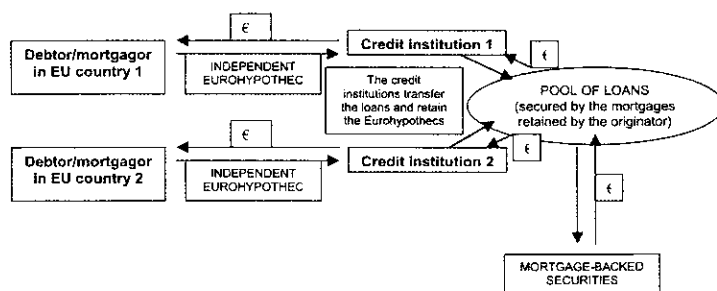 €
€
Debtor/mortgagor
in EU country 1
INDEPENDENT
EUROHYPOTHEC
Credit institution 1
The credit
institutions transfer
the loans and retain
the Eurohypothecs
POOL OF LOANS
(secured by the mortgages
retained by the originator)
€
€
Debtor/mortgagor
in EU country 2
INDEPENDENT
EUROHYPOTHEC
Credit institution 2
€
MORTGAGE-BACKED
SECURITIES